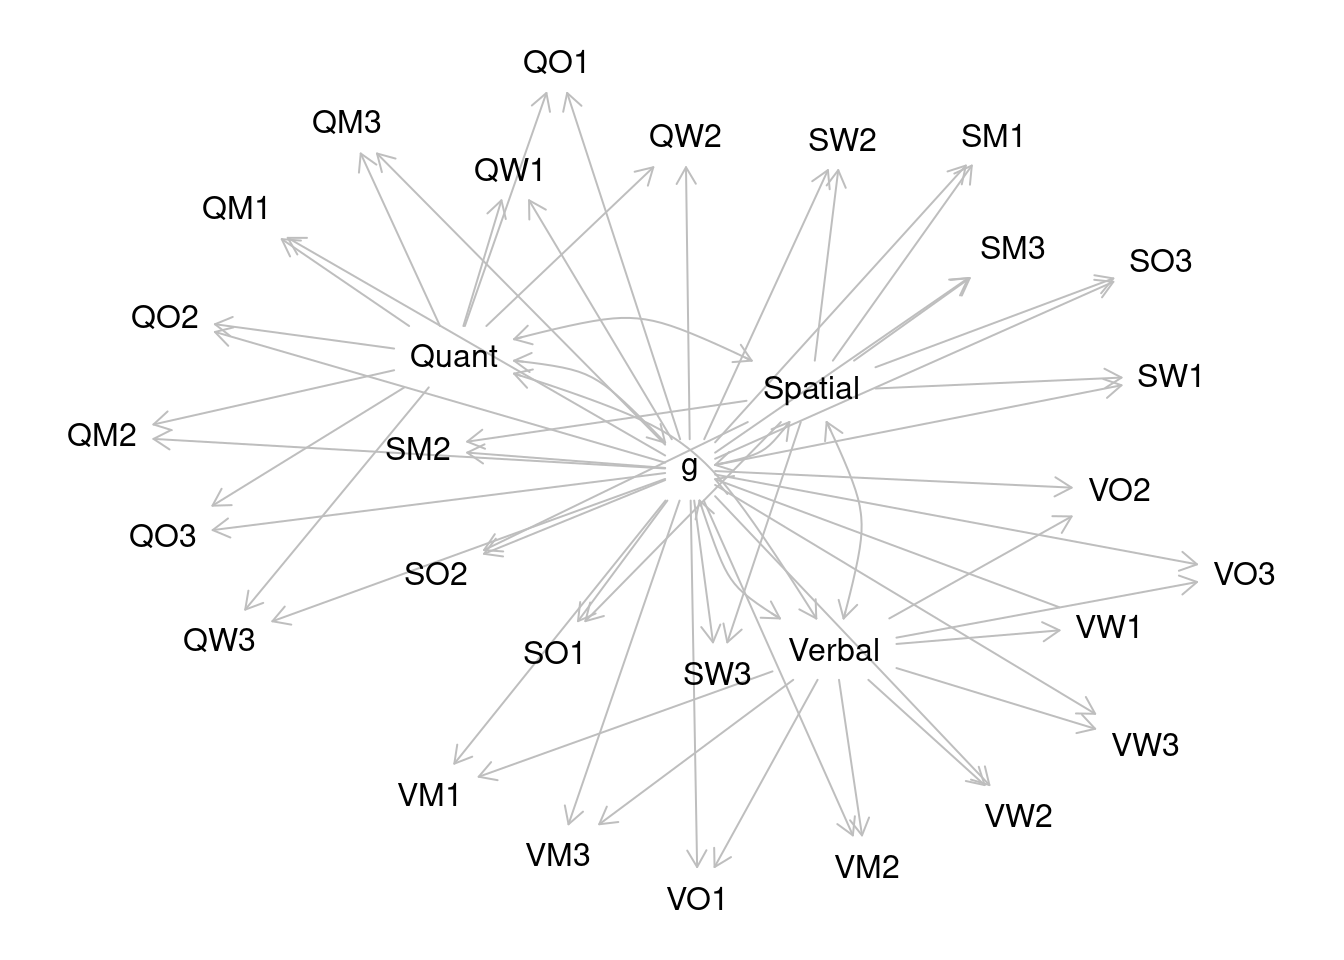 QO1
QM3
QW2
SW2
SM1
QW1
QM1
SM3
SO3
QO2
Quant
SW1
Spatial
QM2
SM2
g
VO2
QO3
SO2
VO3
VW1
QW3
Verbal
SO1
SW3
VW3
VM1
VW2
VM3
VM2
VO1